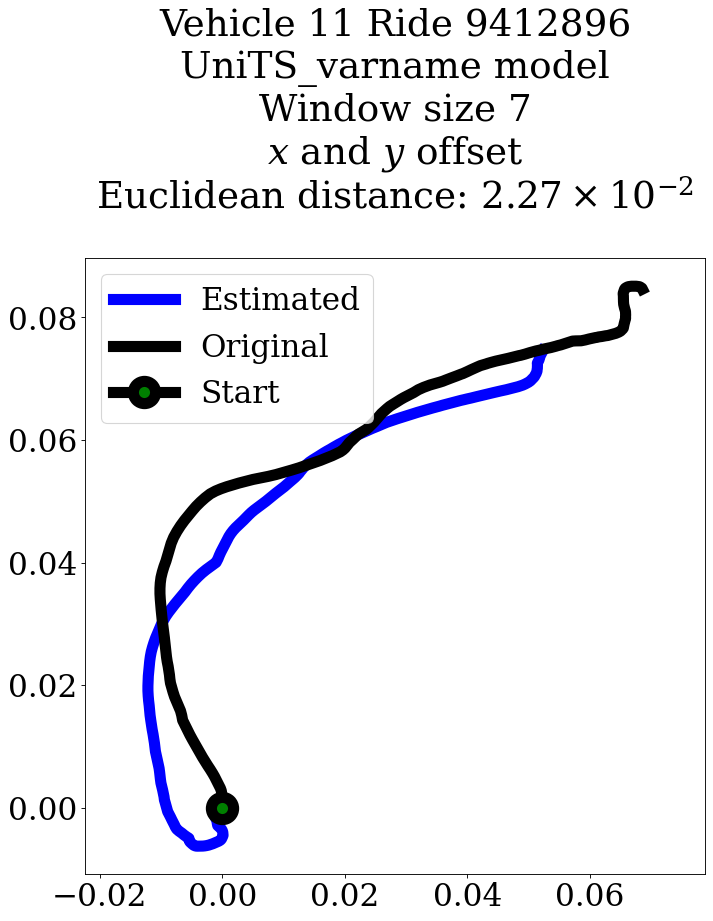 Vehicle 11 Ride 9412896
UniTS_varname model
Window size 7
x and y offset
Euclidean distance: 2.27 × 10⁻²
Estimated
Original
Start
0.08
0.06
0.04
0.02
0.00
−0.02 0.00 0.02 0.04 0.06